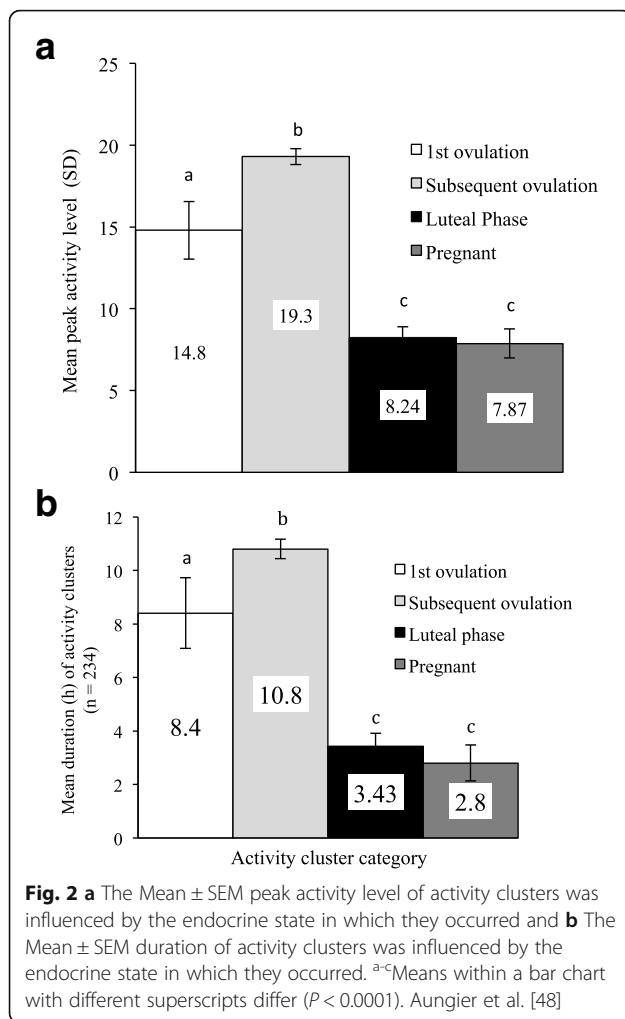 a
Mean peak activity level (SD)
25
20
15
10
5
0
a
b
c
c
14.8
19.3
8.24
7.87
1st ovulation
Subsequent ovulation
Luteal Phase
Pregnant
b
Mean duration (h) of activity clusters
(n = 234)
12
10
8
6
4
2
0
a
b
c
c
8.4
10.8
3.43
2.8
1st ovulation
Subsequent ovulation
Luteal phase
Pregnant
Activity cluster category
Fig. 2 a The Mean ± SEM peak activity level of activity clusters was
influenced by the endocrine state in which they occurred and b The
Mean ± SEM duration of activity clusters was influenced by the
endocrine state in which they occurred. a-cMeans within a bar chart
with different superscripts differ (P < 0.0001). Aungier et al. [48]